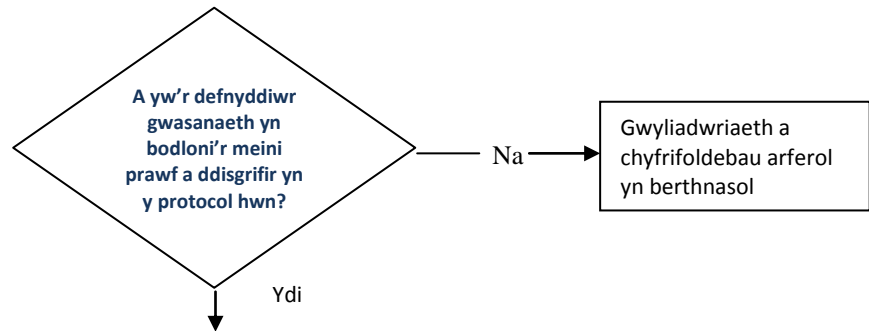 A yw'r defnyddiwr
gwasanaeth yn
bodloni'r meini
prawf a ddisgrifir yn
y protocol hwn?
Na
Gwyliadwriaeth a
chyfrifoldebau arferol
yn berthnasol
Ydi